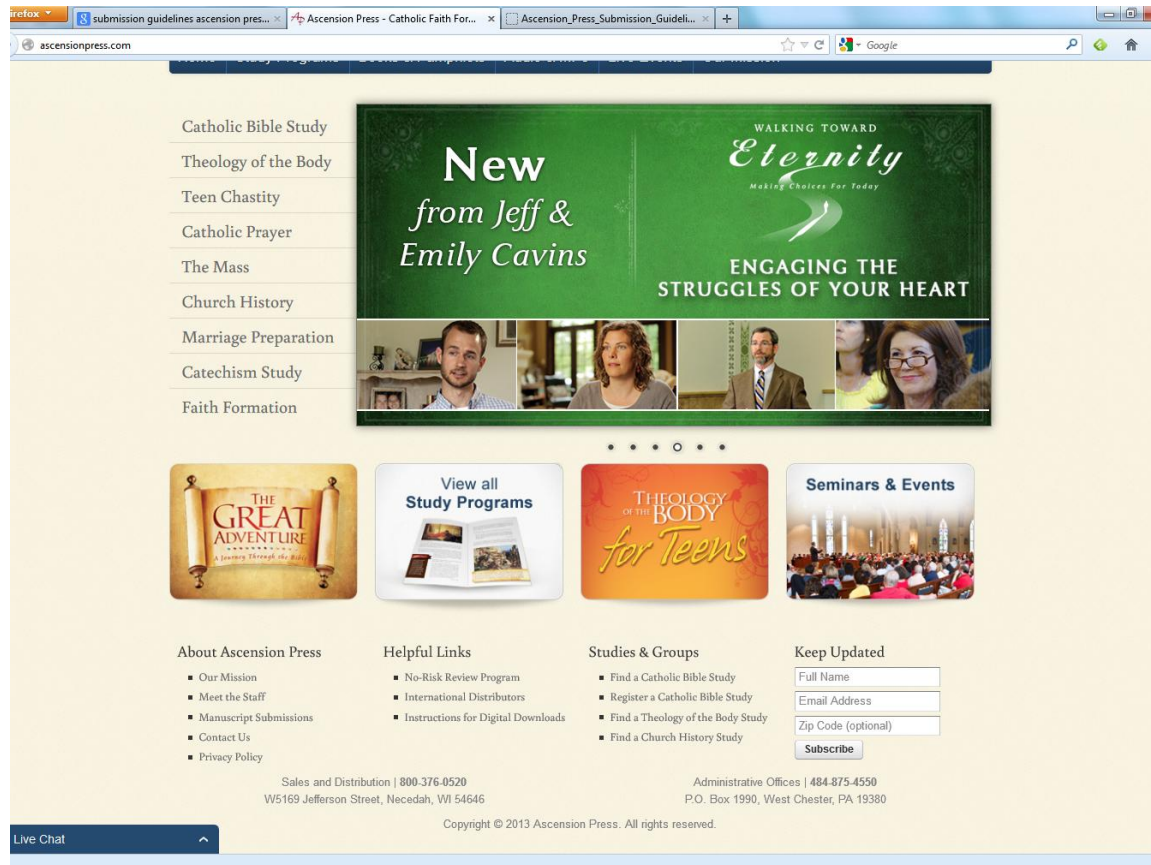 submission guidelines ascension pres...
Ascension Press - Catholic Faith For...
Ascension_Press_Submission_Guideli...
ascensionpress.com
Google
Catholic Bible Study
Theology of the Body
Teen Chastity
Catholic Prayer
The Mass
Church History
Marriage Preparation
Catechism Study
Faith Formation
New
from Jeff &
Emily Cavins
WALKING TOWARD
Eternity
Making Choices For Today
ENGAGING THE
STRUGGLES OF YOUR HEART
THE
GREAT
ADVENTURE
A Journey Through the Bible
View all
Study Programs
THEOLOGY
OF THE BODY
for Teens
Seminars & Events
About Ascension Press
Our Mission
Meet the Staff
Manuscript Submissions
Contact Us
Privacy Policy
Helpful Links
No-Risk Review Program
International Distributors
Instructions for Digital Downloads
Studies & Groups
Find a Catholic Bible Study
Register a Catholic Bible Study
Find a Theology of the Body Study
Find a Church History Study
Keep Updated
Full Name
Email Address
Zip Code (optional)
Subscribe
Sales and Distribution | 800-376-0520
W5169 Jefferson Street, Necedah, WI 54646
Administrative Offices | 484-875-4550
P.O. Box 1990, West Chester, PA 19380
Copyright © 2013 Ascension Press. All rights reserved.
Live Chat